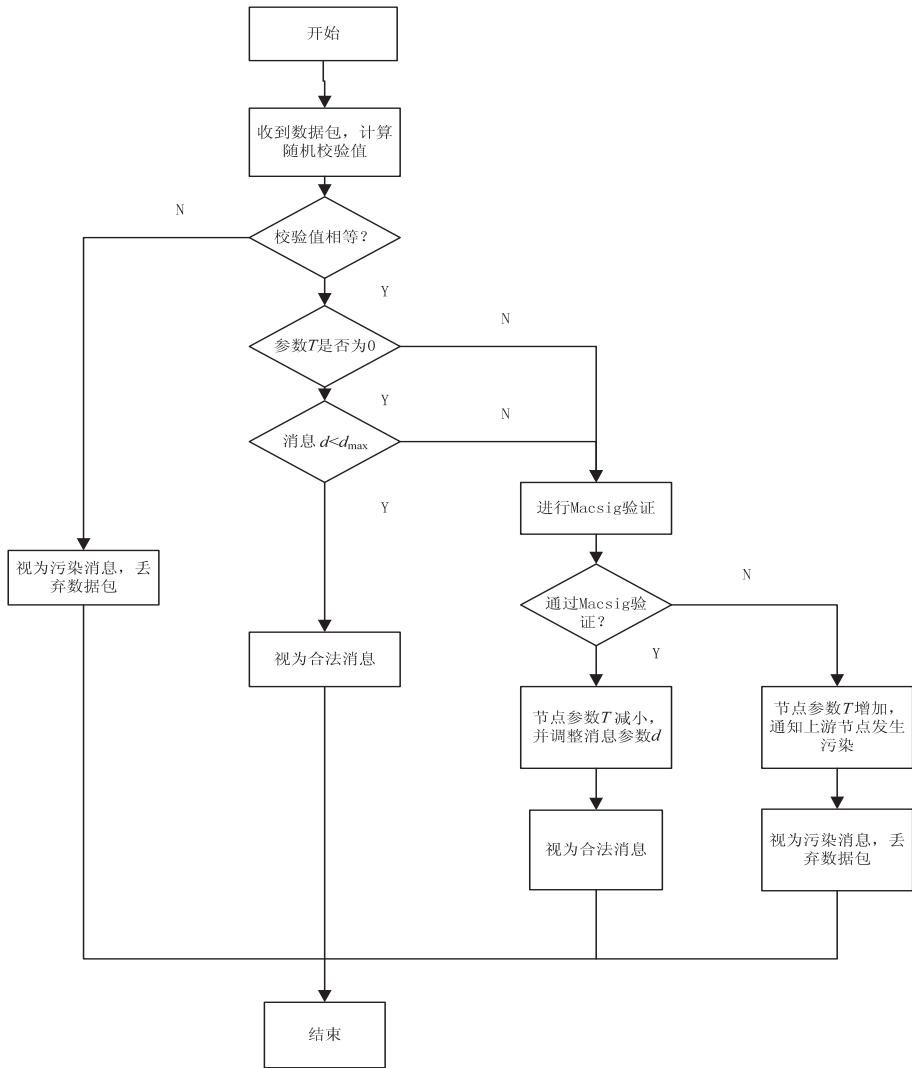 开始
收到数据包，计算
随机校验值
N
校验值相等？
Y
N
参数T是否为0
Y
N
消息 d<dmax
Y
进行Macsig验证
视为污染消息，丢
弃数据包
N
通过Macsig验
证？
Y
视为合法消息
节点参数T 减小，
并调整消息参数d
节点参数T 增加，
通知上游节点发生
污染
视为合法消息
视为污染消息，丢
弃数据包
结束